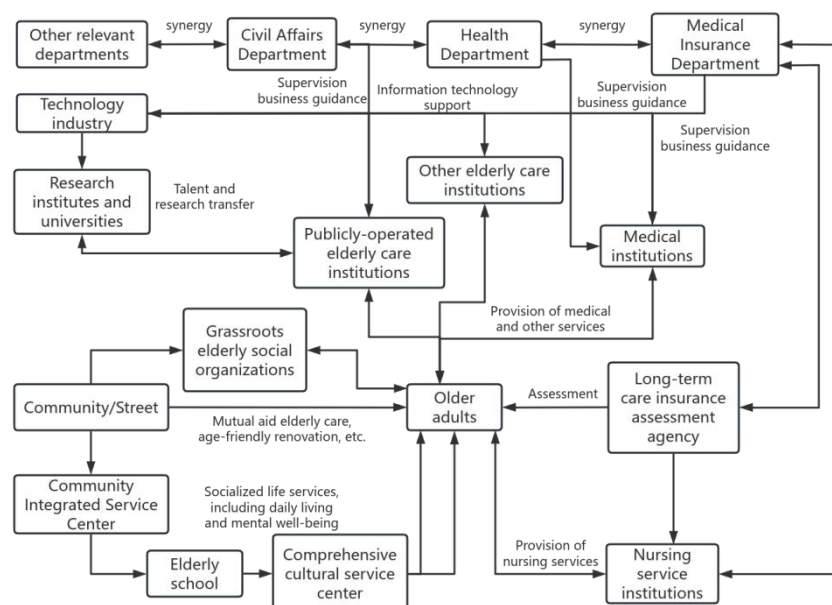 synergy
synergy
synergy
Other relevant
departments
Civil Affairs
Department
Health
Department
Medical
Insurance
Department
Supervision
business guidance
Information technology
support
Supervision
business guidance
Supervision
business guidance
Technology
industry
Research
institutes and
universities
Talent and
research transfer
Other elderly care
institutions
Publicly-operated
elderly care
institutions
Medical
institutions
Provision of medical
and other services
Grassroots
elderly social
organizations
Community/Street
Mutual aid elderly care,
age-friendly renovation, etc.
Older
adults
Assessment
Long-term
care insurance
assessment
agency
Community
Integrated Service
Center
Socialized life services,
including daily living
and mental well-being
Elderly
school
Comprehensive
cultural service
center
Provision of
nursing services
Nursing
service
institutions